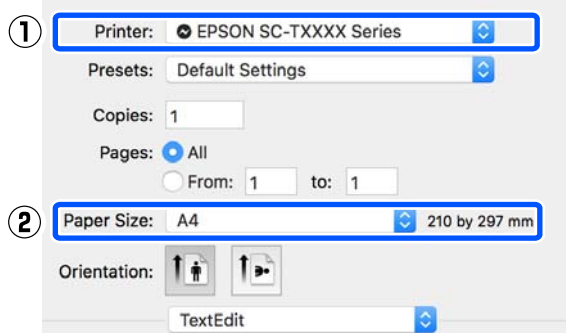 ① Printer: EPSON SC-TXXXX Series
Presets: Default Settings
Copies: 1
Pages: All
From: 1 to: 1
② Paper Size: A4 210 by 297 mm
Orientation:
TextEdit